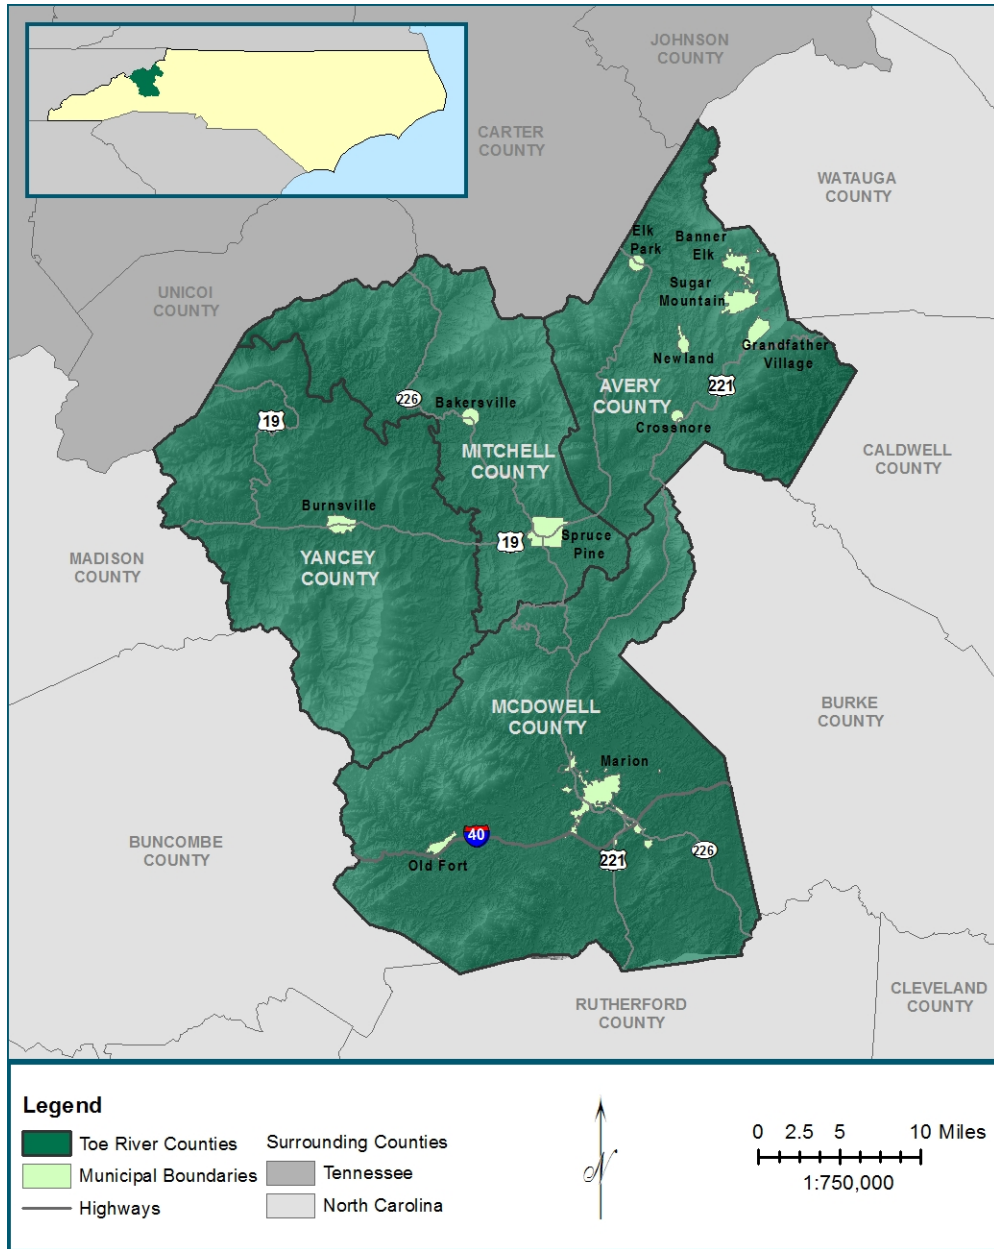 JOHNSON
COUNTY
CARTER
COUNTY
WATAUGA
COUNTY
UNICOI
COUNTY
Elk
Park
Banner
Elk
Sugar
Mountain
Newland
Grandfather
Village
AVERY
COUNTY
221
Crossnore
226
Bakersville
19
MITCHELL
COUNTY
CALDWELL
COUNTY
Burnsville
19
Spruce
Pine
YANCEY
COUNTY
MADISON
COUNTY
MCDOWELL
COUNTY
BURKE
COUNTY
Marion
BUNCOMBE
COUNTY
40
Old Fort
221
226
RUTHERFORD
COUNTY
CLEVELAND
COUNTY
Legend
Toe River Counties
Municipal Boundaries
Highways
Surrounding Counties
Tennessee
North Carolina
N
0 2.5 5 10 Miles
1:750,000